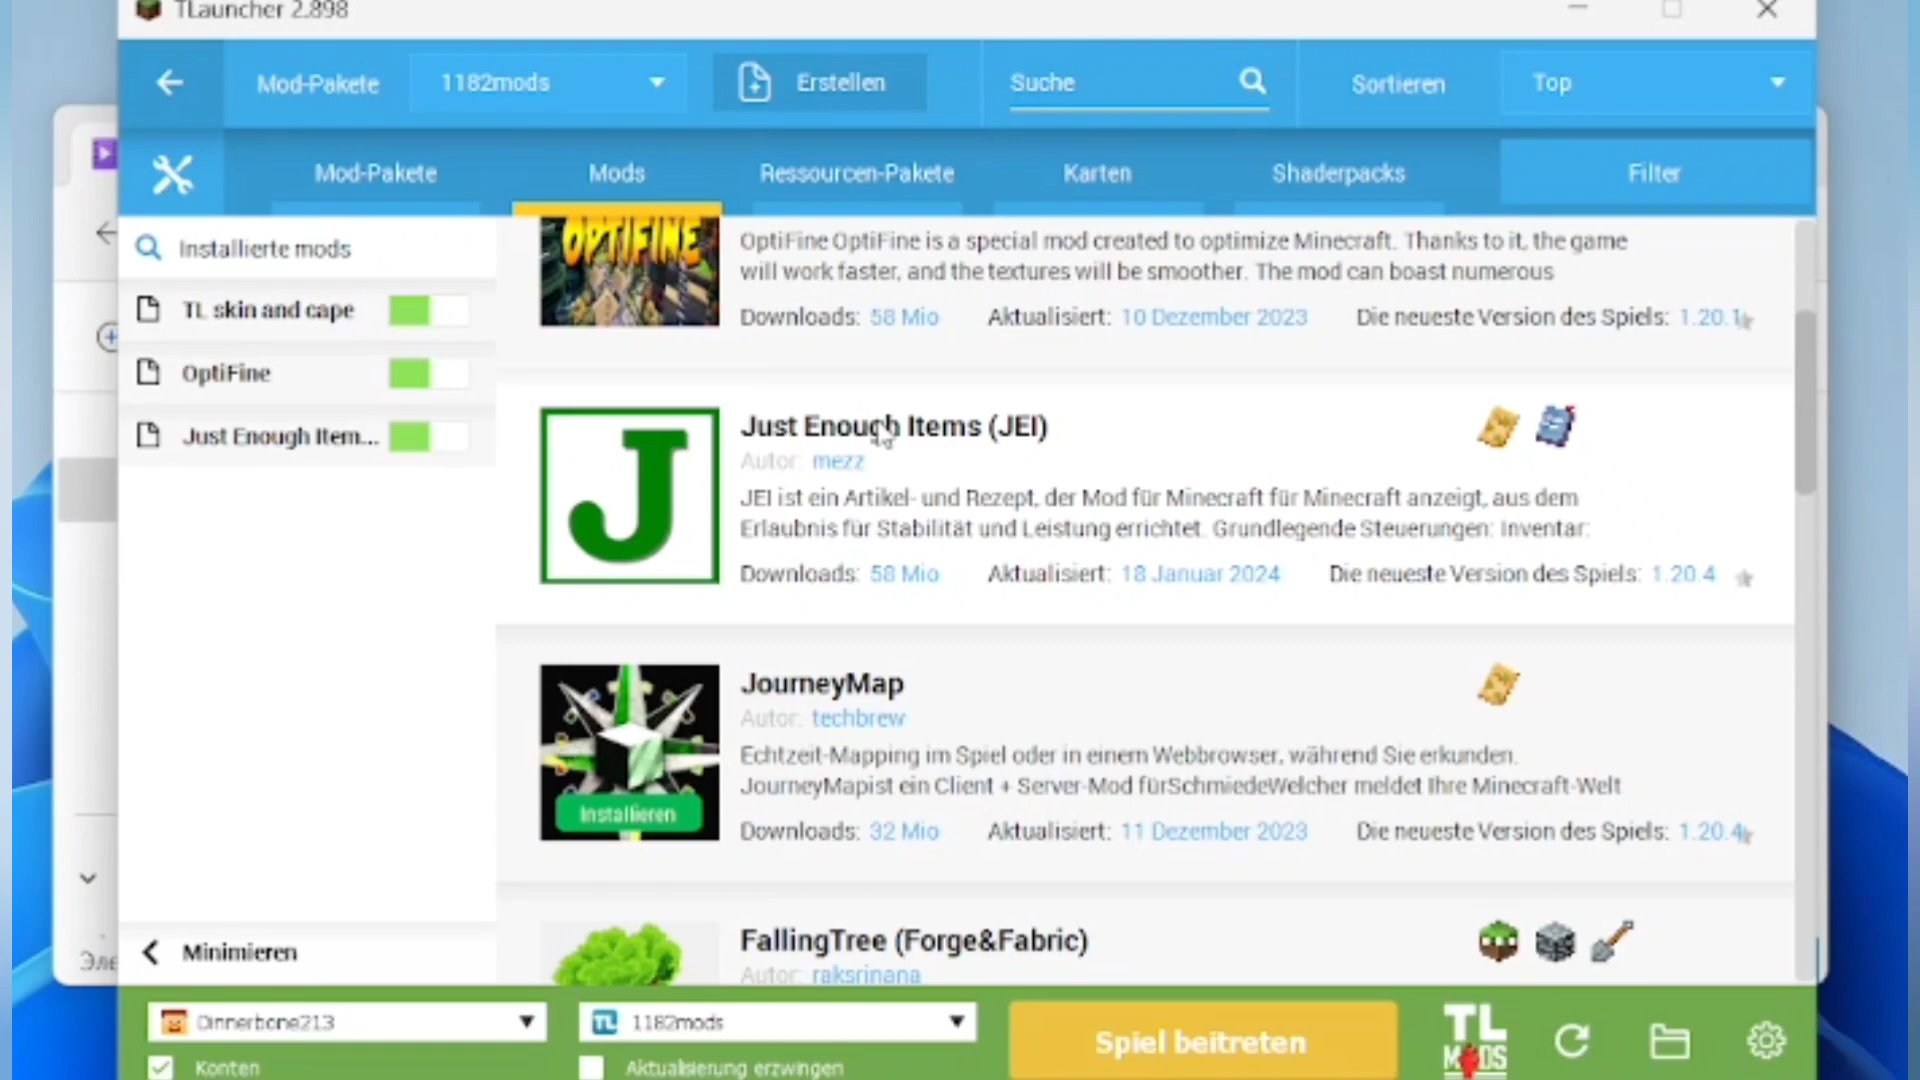 TLauncher 2.898
Mod-Pakete
1182mods
Erstellen
Suche
Sortieren
Top
Mod-Pakete
Mods
Ressourcen-Pakete
Karten
Shaderpacks
Filter
Installierte mods
TL skin and cape
OptiFine
Just Enough Item...
Minimieren
OPTIFINE
OptiFine OptiFine is a special mod created to optimize Minecraft. Thanks to it, the game
will work faster, and the textures will be smoother. The mod can boast numerous
Downloads: 58 Mio Aktualisiert: 10 Dezember 2023 Die neueste Version des Spiels: 1.20.1
J
Just Enough Items (JEI)
Autor: mezz
JEI ist ein Artikel- und Rezept, der Mod für Minecraft für Minecraft anzeigt, aus dem
Erlaubnis für Stabilität und Leistung errichtet. Grundlegende Steuerungen: Inventar:
Downloads: 58 Mio Aktualisiert: 18 Januar 2024 Die neueste Version des Spiels: 1.20.4
JourneyMap
Autor: techbrew
Echtzeit-Mapping im Spiel oder in einem Webbrowser, während Sie erkunden.
JourneyMapist ein Client + Server-Mod fürSchmiedeWelcher meldet Ihre Minecraft-Welt
Installieren
Downloads: 32 Mio Aktualisiert: 11 Dezember 2023 Die neueste Version des Spiels: 1.20.4
FallingTree (Forge&Fabric)
Autor: raksrinana
Эле
Dinnerbone213
TL 1182mods
Spiel beitreten
TL
MODS
Konten
Aktualisierung erzwingen